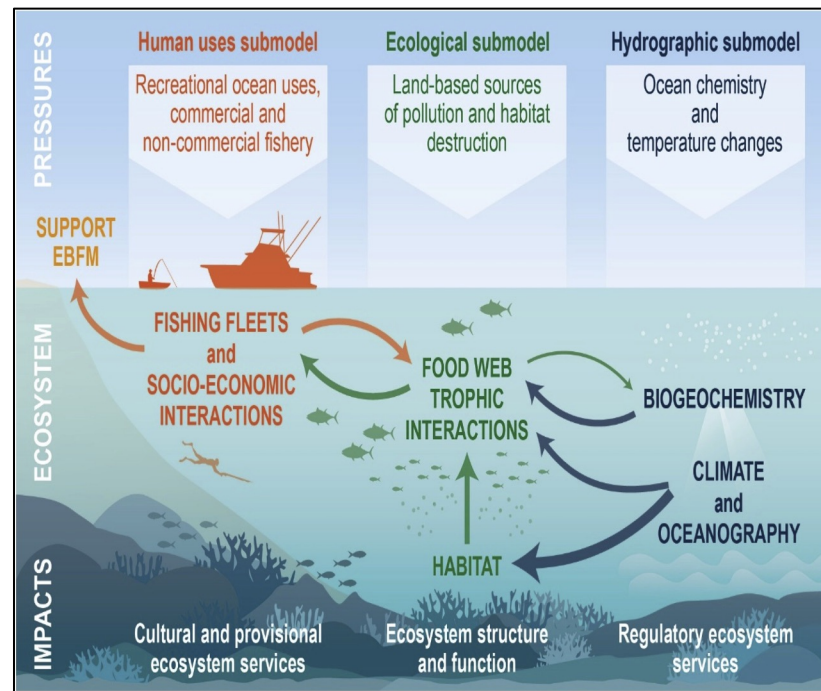 PRESSURES
Human uses submodel
Recreational ocean uses,
commercial and
non-commercial fishery
Ecological submodel
Land-based sources
of pollution and habitat
destruction
Hydrographic submodel
Ocean chemistry
and
temperature changes
SUPPORT
EBFM
ECOSYSTEM
FISHING FLEETS
and
SOCIO-ECONOMIC
INTERACTIONS
FOOD WEB
TROPHIC
INTERACTIONS
BIOGEOCHEMISTRY
CLIMATE
and
OCEANOGRAPHY
HABITAT
IMPACTS
Cultural and provisional
ecosystem services
Ecosystem structure
and function
Regulatory ecosystem
services